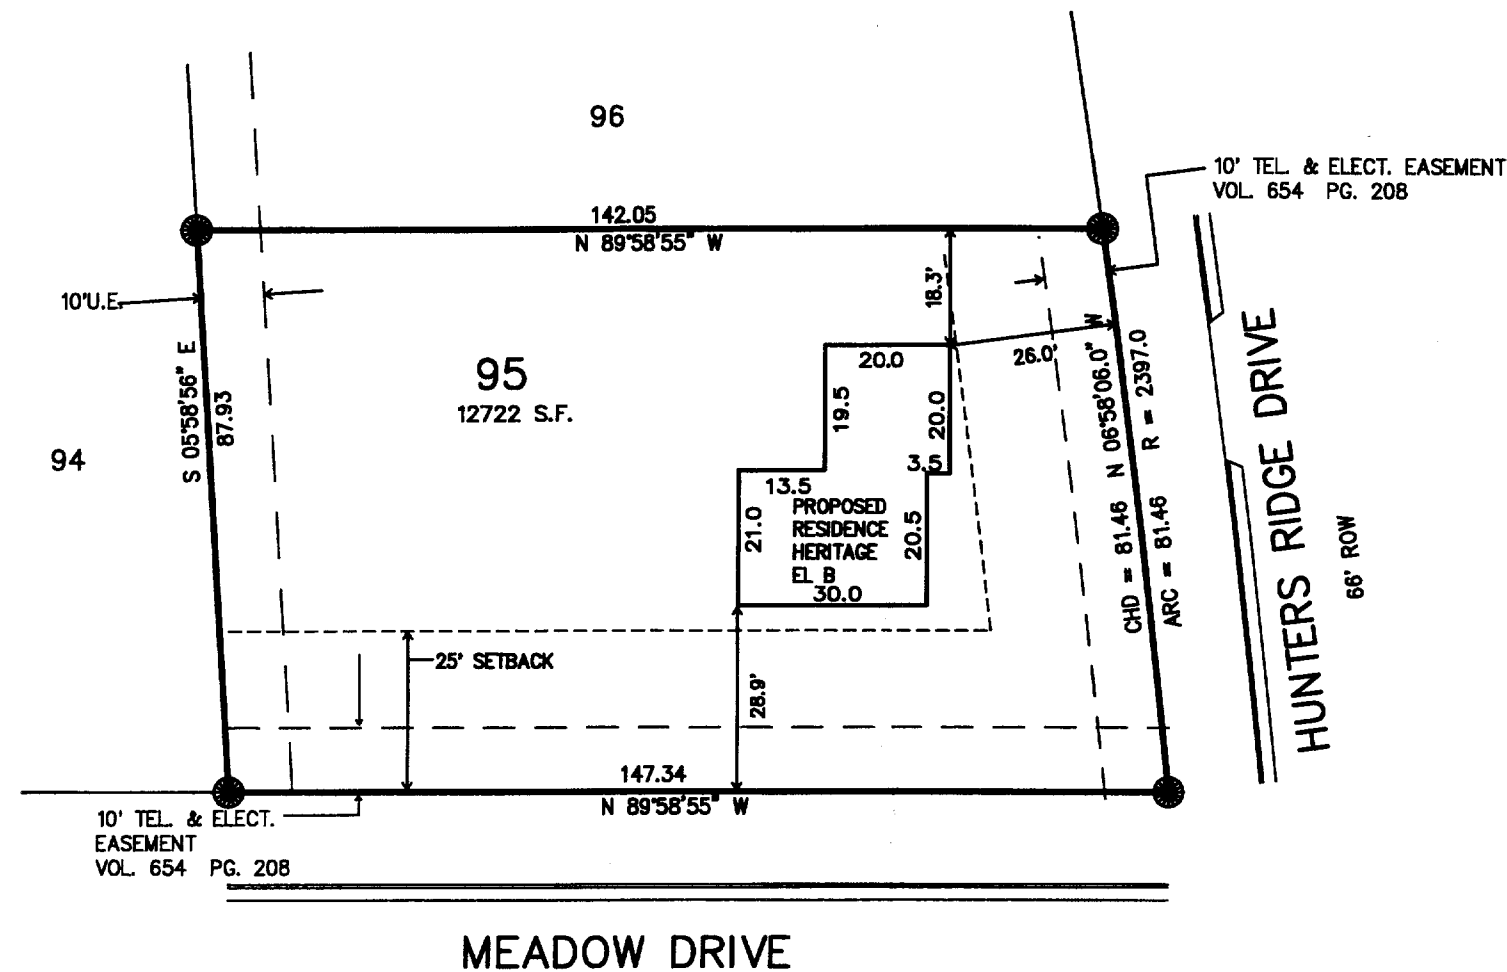 96
10' TEL. & ELECT. EASEMENT
VOL. 654 PG. 208
142.05
N 89°58'55" W
10'U.E.
S 05°58'56" E
87.93
94
95
12722 S.F.
18.3'
26.0'
20.0
19.5
20.0
3.5
13.5
21.0
20.5
PROPOSED
RESIDENCE
HERITAGE
EL B
30.0
N 06°58'06.0" W
R = 2397.0
CHD = 81.46
ARC = 81.46
HUNTERS RIDGE DRIVE
66' ROW
25' SETBACK
28.9'
147.34
N 89°58'55" W
10' TEL. & ELECT.
EASEMENT
VOL. 654 PG. 208
MEADOW DRIVE